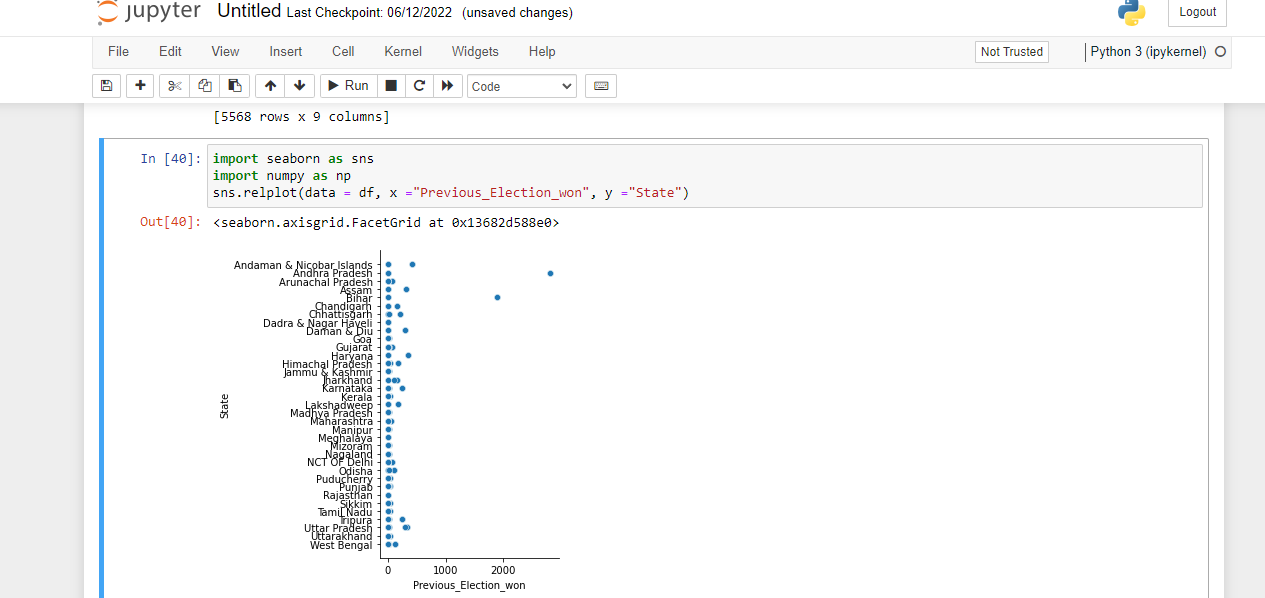 jupyter Untitled Last Checkpoint: 06/12/2022 (unsaved changes)
Logout
File Edit View Insert Cell Kernel Widgets Help
Not Trusted
Python 3 (ipykernel)
Run
Code
[5568 rows x 9 columns]
In [40]: import seaborn as sns
import numpy as np
sns.relplot(data = df, x ="Previous_Election_won", y ="State")
Out[40]: <seaborn.axisgrid.FacetGrid at 0x13682d588e0>
Andaman & Nicobar Islands
Andhra Pradesh
Arunachal Pradesh
Assam
Bihar
Chandigarh
Chhattisgarh
Dadra & Nagar Haveli
Daman & Diu
Goa
Gujarat
Haryana
Himachal Pradesh
Jammu & Kashmir
Jharkhand
Karnataka
Kerala
Lakshadweep
Madhya Pradesh
Maharashtra
Manipur
Meghalaya
Mizoram
Nagaland
NCT OF Delhi
Odisha
Puducherry
Punjab
Rajasthan
Sikkim
Tamil Nadu
Tripura
Uttar Pradesh
Uttarakhand
West Bengal
State
0 1000 2000
Previous_Election_won